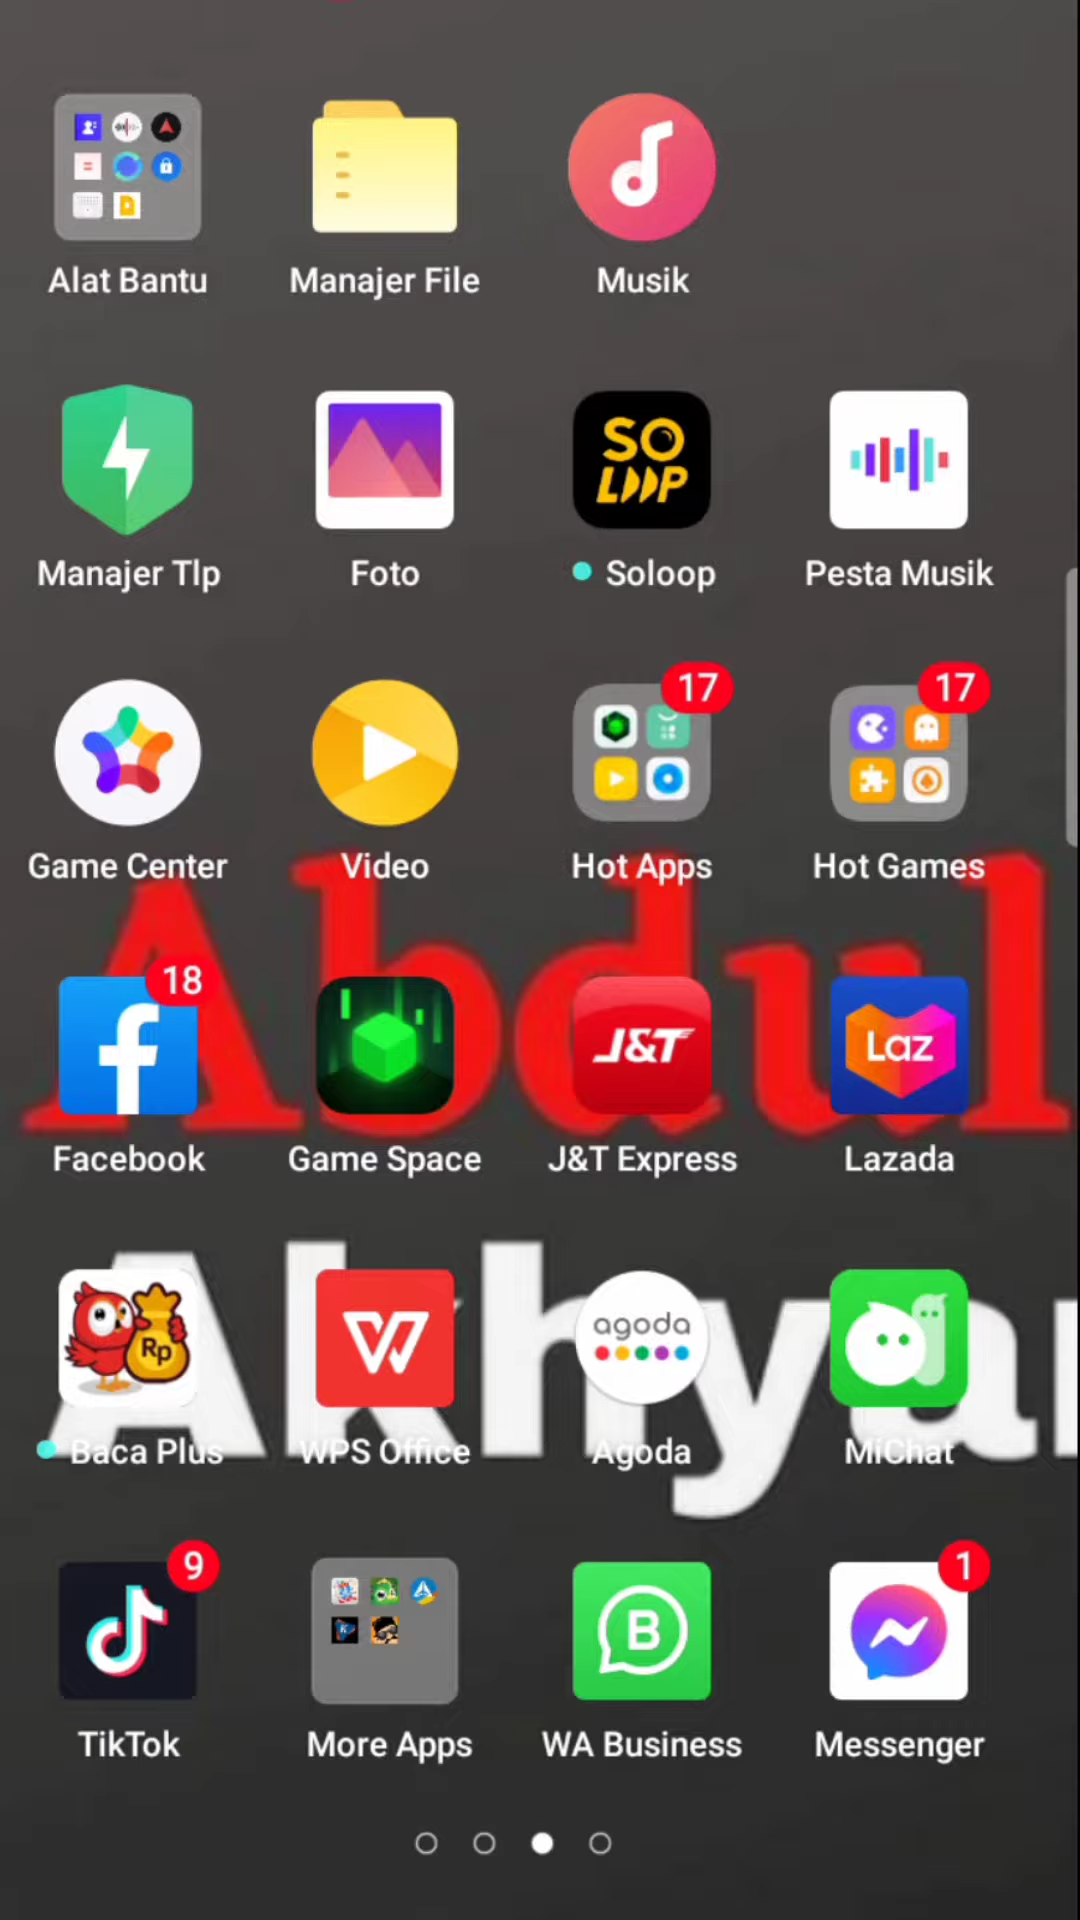 Alat Bantu
Manajer File
Musik
SO
LOOP
Manajer Tlp
Foto
Soloop
Pesta Musik
17
17
Game Center
Video
Hot Apps
Hot Games
Abdul
18
J&T
Laz
Facebook
Game Space
J&T Express
Lazada
Akhyar
Rp
W
agoda
Baca Plus
WPS Office
Agoda
MiChat
9
1
B
TikTok
More Apps
WA Business
Messenger